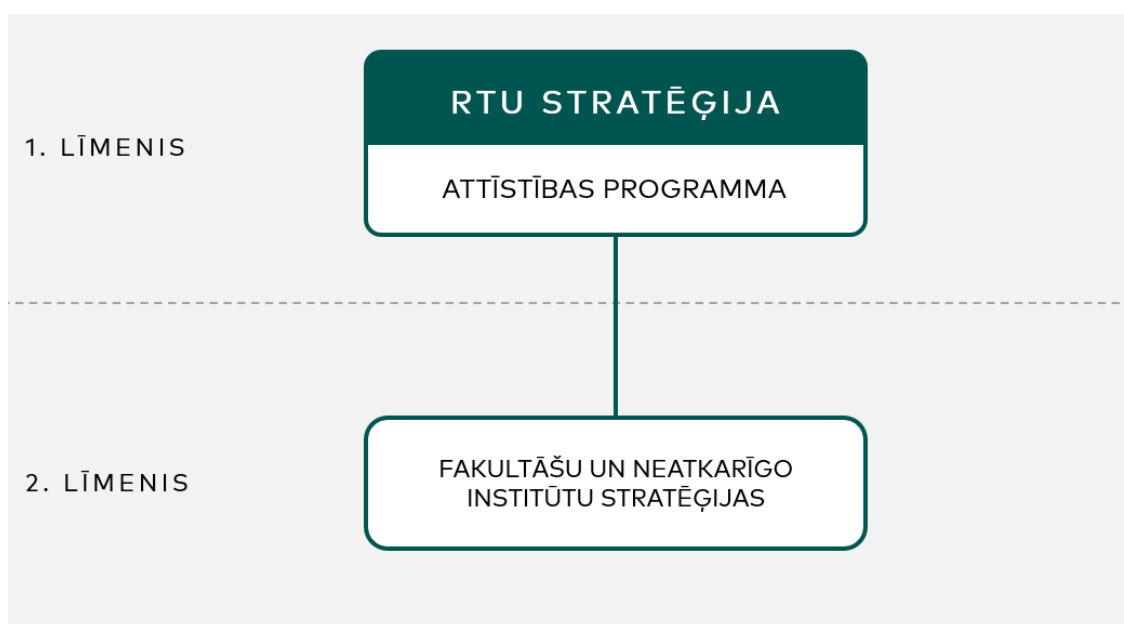 RTU STRATĒĢIJA
1. LĪMENIS
ATTĪSTĪBAS PROGRAMMA
2. LĪMENIS
FAKULTĀŠU UN NEATKARĪGO
INSTITŪTU STRATĒĢIJAS